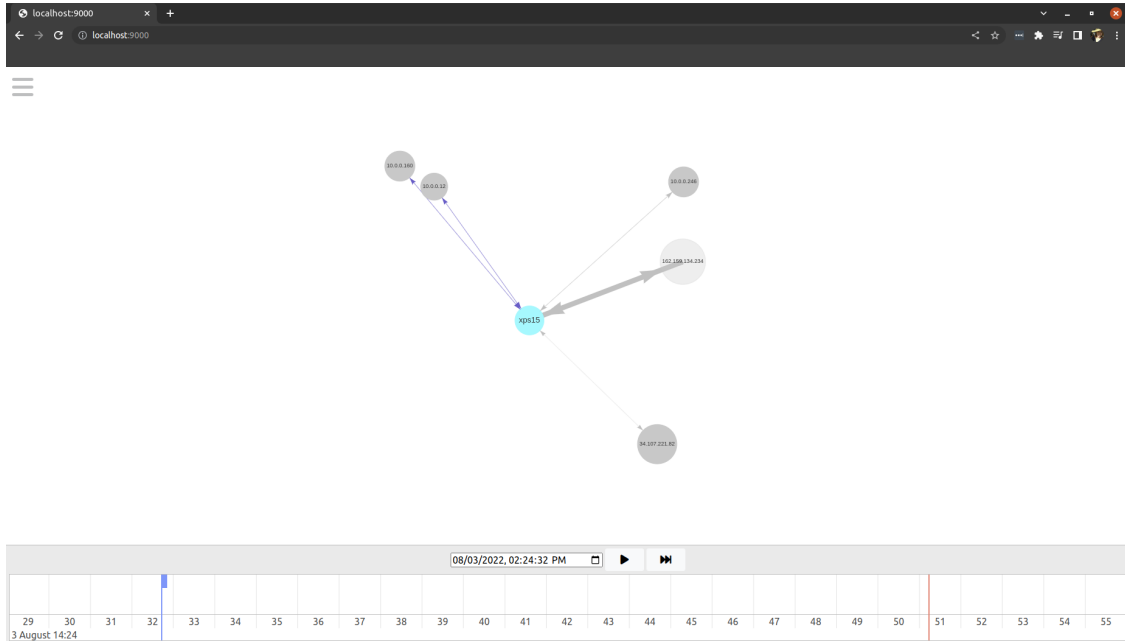 localhost:9000
localhost:9000
10.0.0.160
10.0.0.12
10.0.0.246
162.159.134.234
xps15
34.107.221.82
08/03/2022, 02:24:32 PM
29 30 31 32 33 34 35 36 37 38 39 40 41 42 43 44 45 46 47 48 49 50 51 52 53 54 55
3 August 14:24